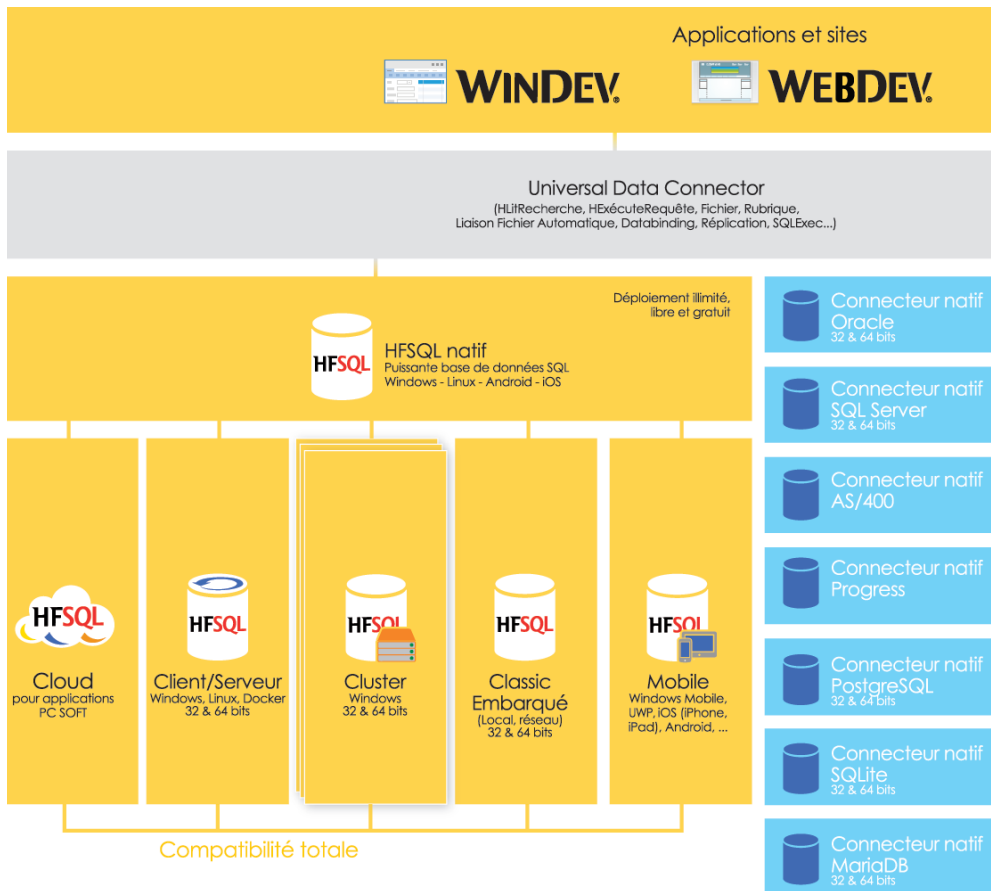 Applications et sites
WINDEV®
WEBDEV®
Universal Data Connector
(HLitRecherche, HExécuteRequête, Fichier, Rubrique,
Liaison Fichier Automatique, Databinding, Réplication, SQLExec...)
Déploiement illimité,
libre et gratuit
HFSQL
HFSQL natif
Puissante base de données SQL
Windows - Linux - Android - iOS
HFSQL
Cloud
pour applications
PC SOFT
HFSQL
Client/Serveur
Windows, Linux, Docker
32 & 64 bits
HFSQL
Cluster
Windows
32 & 64 bits
HFSQL
Classic
Embarqué
(Local, réseau)
32 & 64 bits
HFSQL
Mobile
Windows Mobile,
UWP, iOS (iPhone,
iPad), Android, ...
Compatibilité totale
Connecteur natif
Oracle
32 & 64 bits
Connecteur natif
SQL Server
32 & 64 bits
Connecteur natif
AS/400
Connecteur natif
Progress
Connecteur natif
PostgreSQL
32 & 64 bits
Connecteur natif
SQLite
32 & 64 bits
Connecteur natif
MariaDB
32 & 64 bits